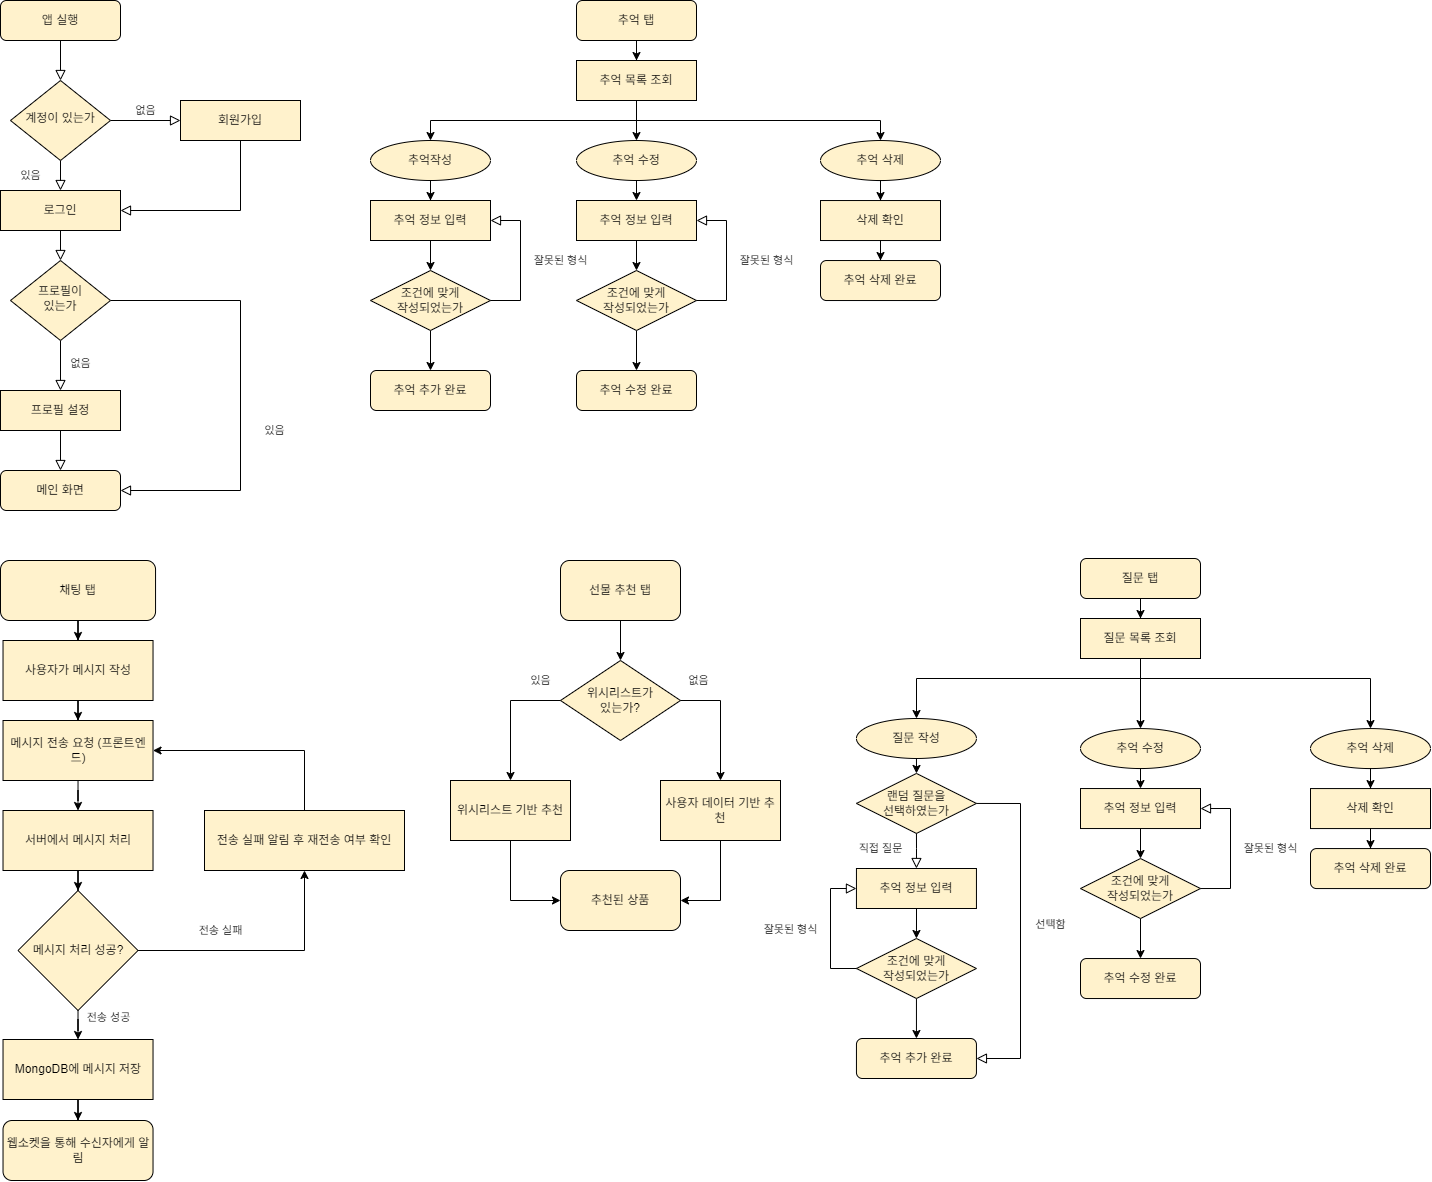 앱 실행
계정이 있는가
없음
회원가입
있음
로그인
프로필이
있는가
없음
프로필 설정
있음
메인 화면
추억 탭
추억 목록 조회
추억작성
추억 정보 입력
잘못된 형식
조건에 맞게
작성되었는가
추억 추가 완료
추억 수정
추억 정보 입력
잘못된 형식
조건에 맞게
작성되었는가
추억 수정 완료
추억 삭제
삭제 확인
추억 삭제 완료
채팅 탭
사용자가 메시지 작성
메시지 전송 요청 (프론트엔
드)
서버에서 메시지 처리
전송 실패 알림 후 재전송 여부 확인
메시지 처리 성공?
전송 실패
전송 성공
MongoDB에 메시지 저장
웹소켓을 통해 수신자에게 알
림
선물 추천 탭
위시리스트가
있는가?
있음
없음
위시리스트 기반 추천
사용자 데이터 기반 추
천
추천된 상품
질문 탭
질문 목록 조회
질문 작성
랜덤 질문을
선택하였는가
직접 질문
추억 정보 입력
잘못된 형식
조건에 맞게
작성되었는가
선택함
추억 추가 완료
추억 수정
추억 정보 입력
잘못된 형식
조건에 맞게
작성되었는가
추억 수정 완료
추억 삭제
삭제 확인
추억 삭제 완료